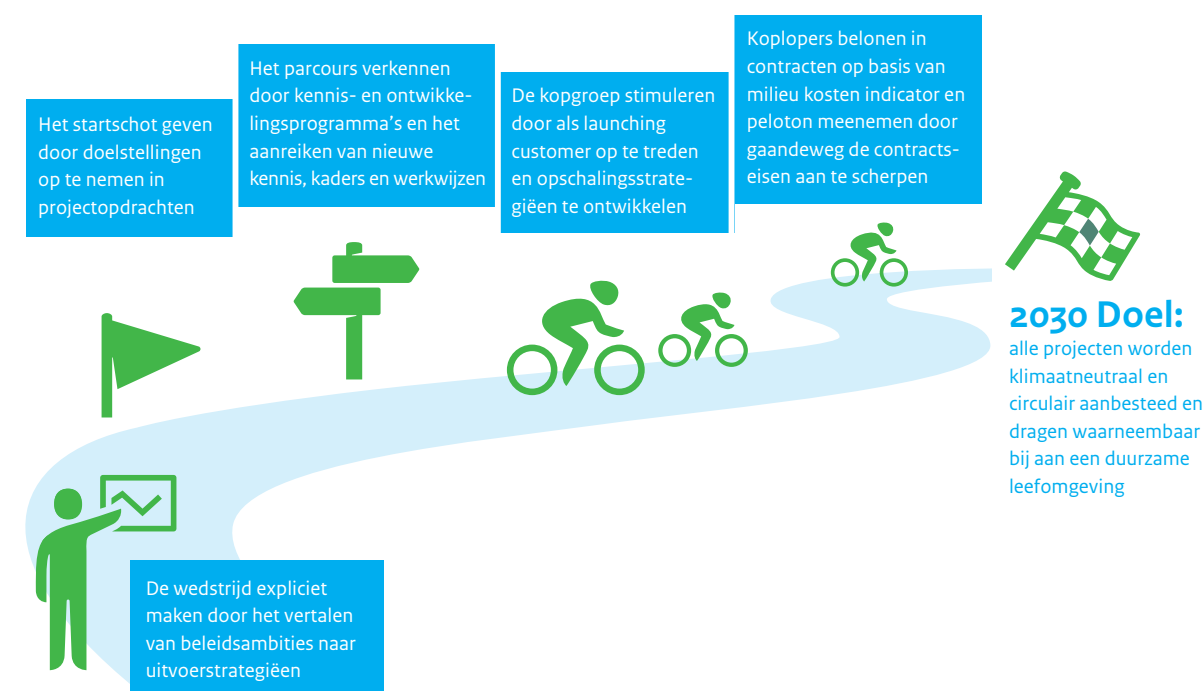 Het startschot geven
door doelstellingen
op te nemen in
projectopdrachten
Het parcours verkennen
door kennis- en ontwikke-
lingsprogramma's en het
aanreiken van nieuwe
kennis, kaders en werkwijzen
De kopgroep stimuleren
door als launching
customer op te treden
en opschalingsstrate-
giëen te ontwikkelen
Koplopers belonen in
contracten op basis van
milieu kosten indicator en
peloton meenemen door
gaandeweg de contracts-
eisen aan te scherpen
2030 Doel:
alle projecten worden
klimaatneutraal en
circulair aanbesteed en
dragen waarneembaar
bij aan een duurzame
leefomgeving
De wedstrijd expliciet
maken door het vertalen
van beleidsambities naar
uitvoerstrategiëen